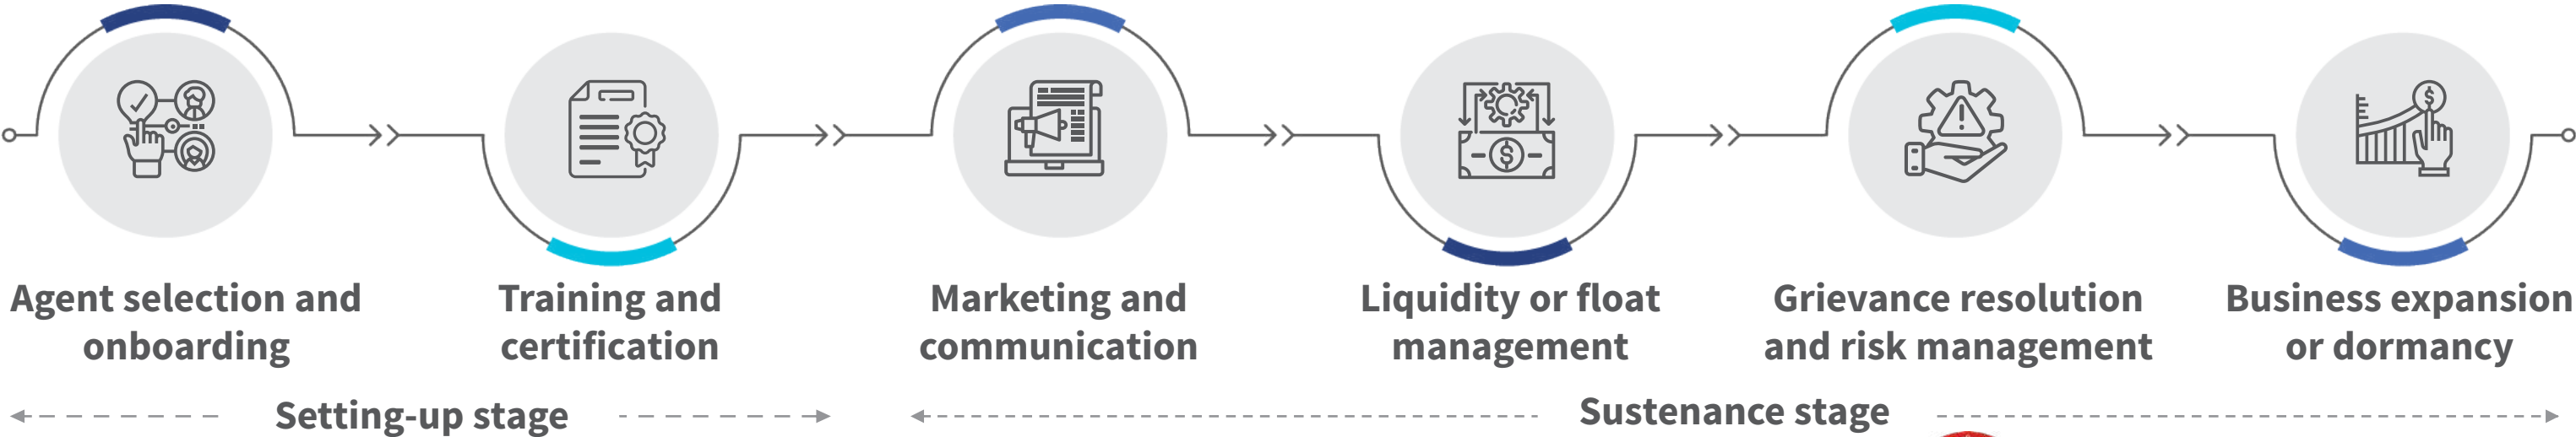 Agent selection and
onboarding
Training and
certification
Marketing and
communication
Liquidity or float
management
Grievance resolution
and risk management
Business expansion
or dormancy
Setting-up stage
Sustenance stage